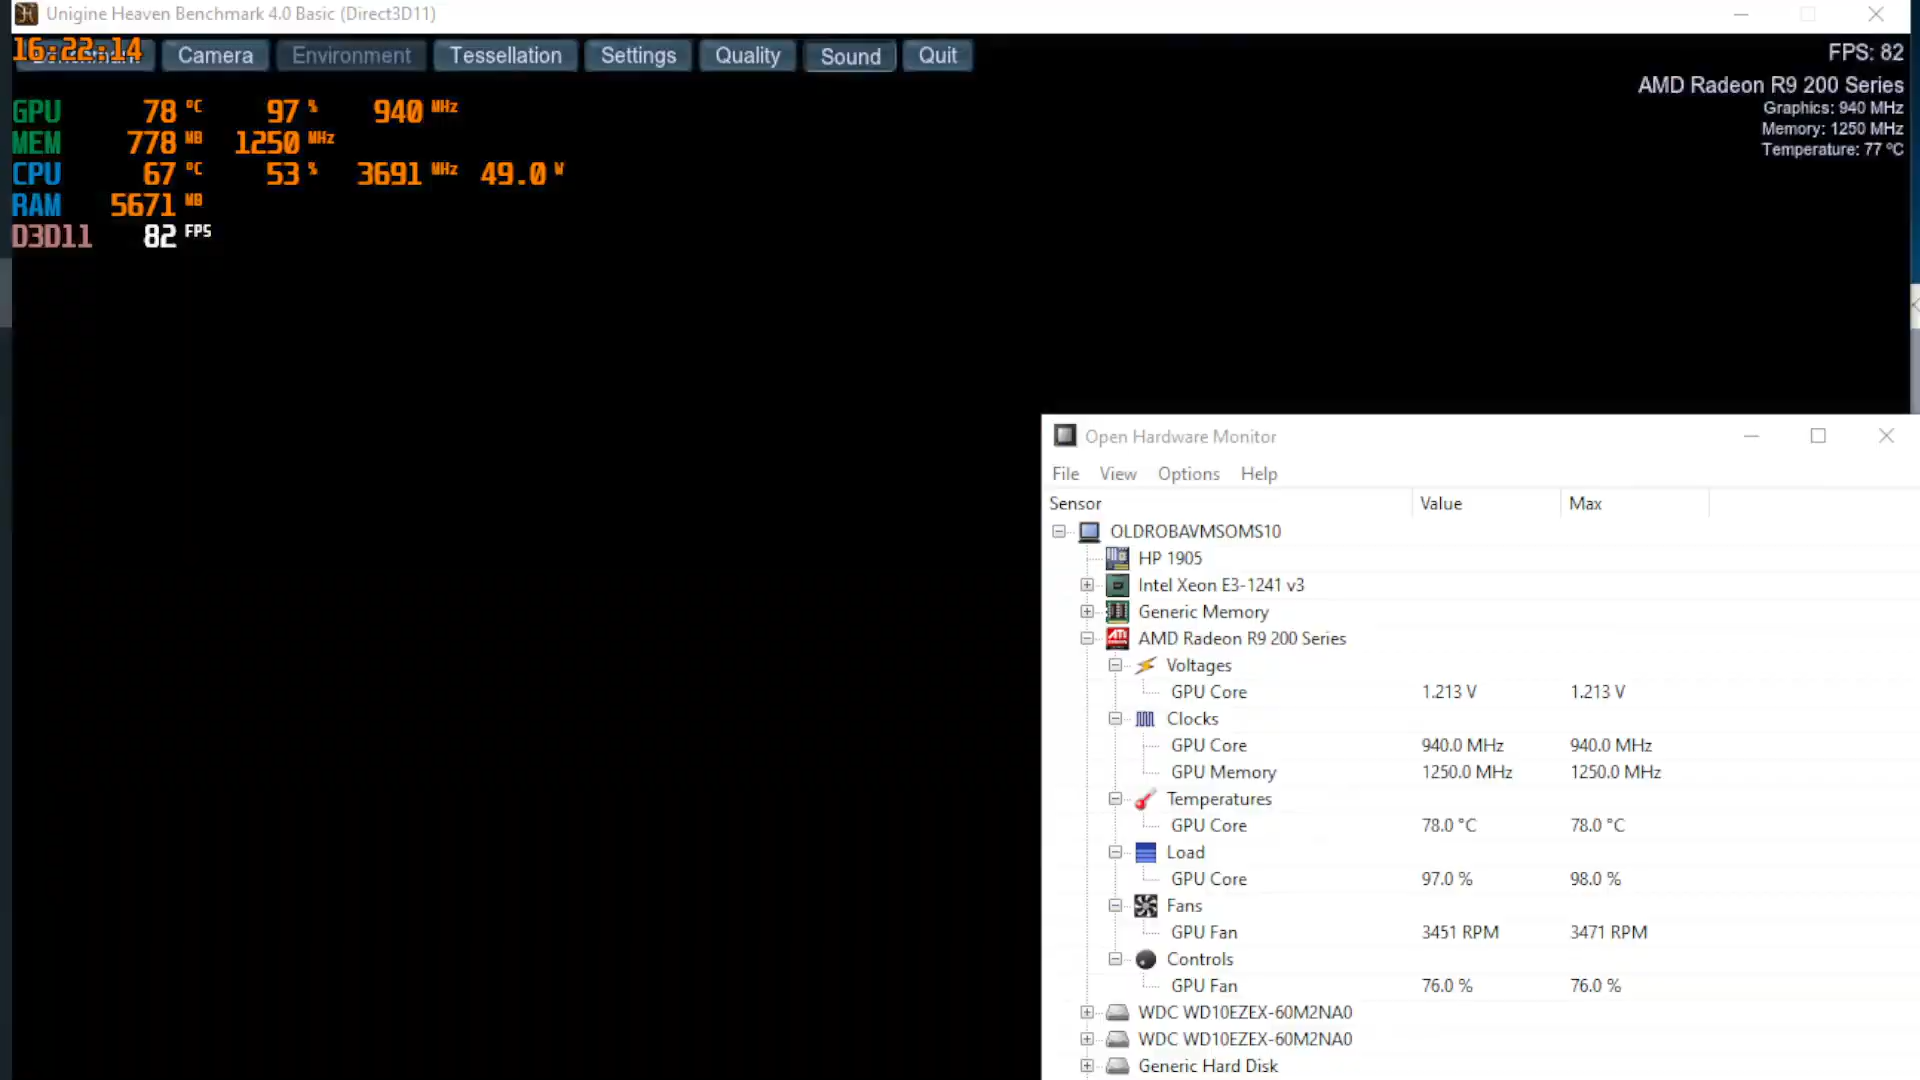 Unigine Heaven Benchmark 4.0 Basic (Direct3D11)
16:22:14
Camera Environment Tessellation Settings Quality Sound Quit
FPS: 82
AMD Radeon R9 200 Series
Graphics: 940 MHz
Memory: 1250 MHz
Temperature: 77 ºC
GPU 78 °C 97 % 940 MHz
MEM 778 MB 1250 MHz
CPU 67 °C 53 % 3691 MHz 49.0 W
RAM 5671 MB
D3D11 82 FPS
Open Hardware Monitor
File View Options Help
Sensor Value Max
OLDROBAVMSOMS10
HP 1905
Intel Xeon E3-1241 v3
Generic Memory
AMD Radeon R9 200 Series
Voltages
GPU Core 1.213 V 1.213 V
Clocks
GPU Core 940.0 MHz 940.0 MHz
GPU Memory 1250.0 MHz 1250.0 MHz
Temperatures
GPU Core 78.0 °C 78.0 °C
Load
GPU Core 97.0 % 98.0 %
Fans
GPU Fan 3451 RPM 3471 RPM
Controls
GPU Fan 76.0 % 76.0 %
WDC WD10EZEX-60M2NA0
WDC WD10EZEX-60M2NA0
Generic Hard Disk